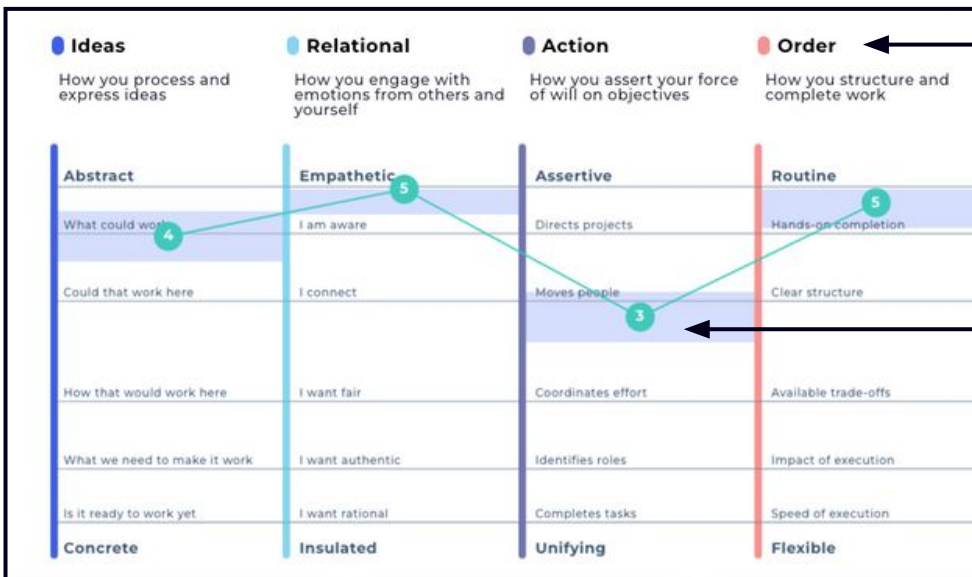 Ideas
How you process and
express ideas
Abstract
What could work
4
Could that work here
How that would work here
What we need to make it work
Is it ready to work yet
Concrete
Relational
How you engage with
emotions from others and
yourself
Empathetic
5
I am aware
I connect
I want fair
I want authentic
I want rational
Insulated
Action
How you assert your force
of will on objectives
Assertive
Directs projects
Moves people
3
Coordinates effort
Identifies roles
Completes tasks
Unifying
Order
How you structure and
complete work
Routine
5
Hands-on completion
Clear structure
Available trade-offs
Impact of execution
Speed of execution
Flexible